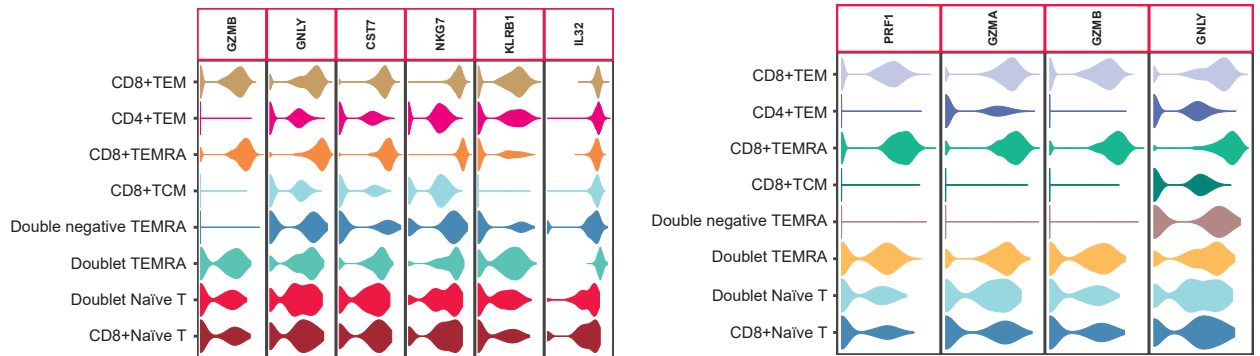 GZMB
GNLY
CST7
NKG7
KLRB1
IL32
CD8+TEM
CD4+TEM
CD8+TEMRA
CD8+TCM
Double negative TEMRA
Doublet TEMRA
Doublet Naïve T
CD8+Naïve T
PRF1
GZMA
GZMB
GNLY
CD8+TEM
CD4+TEM
CD8+TEMRA
CD8+TCM
Double negative TEMRA
Doublet TEMRA
Doublet Naïve T
CD8+Naïve T